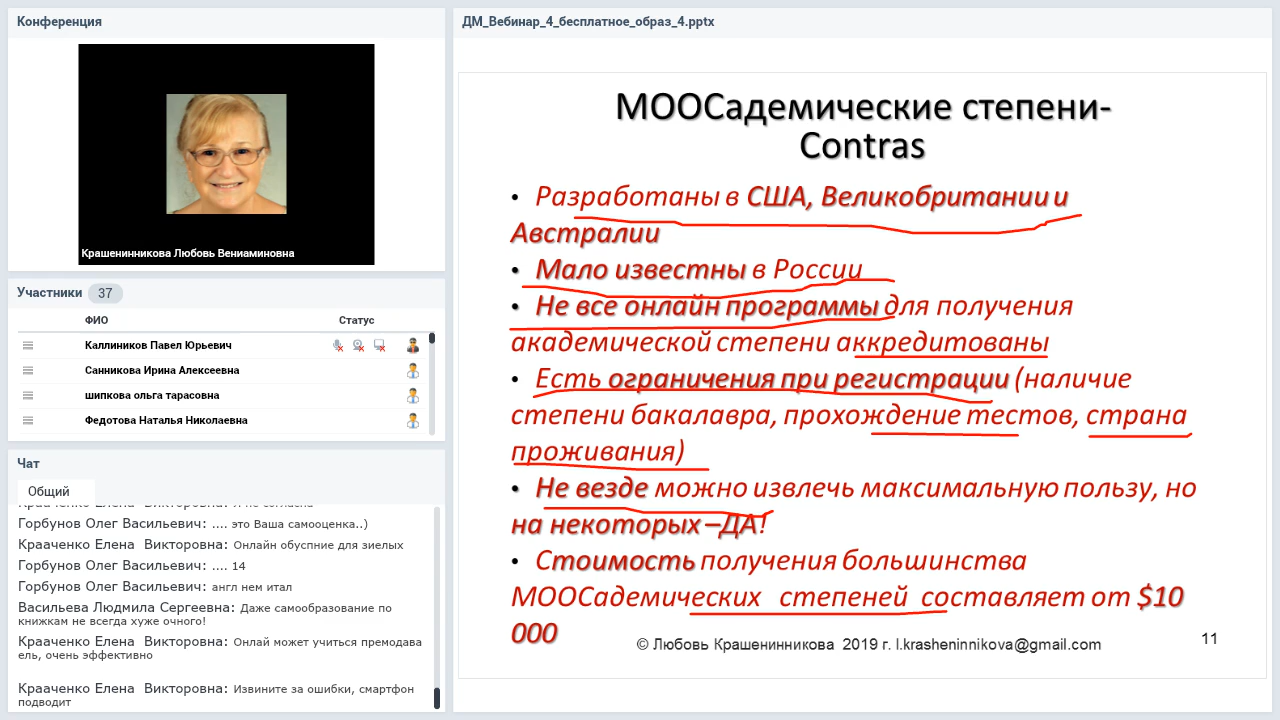 Конференция
Крашенинникова Любовь Вениаминовна
Участники 37
ФИО Статус
Каллиников Павел Юрьевич
Санникова Ирина Алексеевна
шипкова ольга тарасовна
Федотова Наталья Николаевна
Чат
Общий
Горбунов Олег Васильевич: .... это Ваша самооценка..)
Крааченко Елена Викторовна: Онлайн обуспние для зиелых
Горбунов Олег Васильевич: .... 14
Горбунов Олег Васильевич: англ нем итал
Васильева Людмила Сергеевна: Даже самообразование по
книжкам не всегда хуже очного!
Крааченко Елена Викторовна: Онлай может учиться премодава
ель, очень эффективно
Крааченко Елена Викторовна: Извините за ошибки, смартфон
подводит
ДМ_Вебинар_4_бесплатное_образ_4.pptx
МООСадемические степени-
Contras
• Разработаны в США, Великобритании и
Австралии
• Мало известны в России
• Не все онлайн программы для получения
академической степени аккредитованы
• Есть ограничения при регистрации (наличие
степени бакалавра, прохождение тестов, страна
проживания)
• Не везде можно извлечь максимальную пользу, но
на некоторых –ДА!
• Стоимость получения большинства
МООСадемических степеней составляет от $10
000
© Любовь Крашенинникова 2019 г. l.krasheninnikova@gmail.com
11